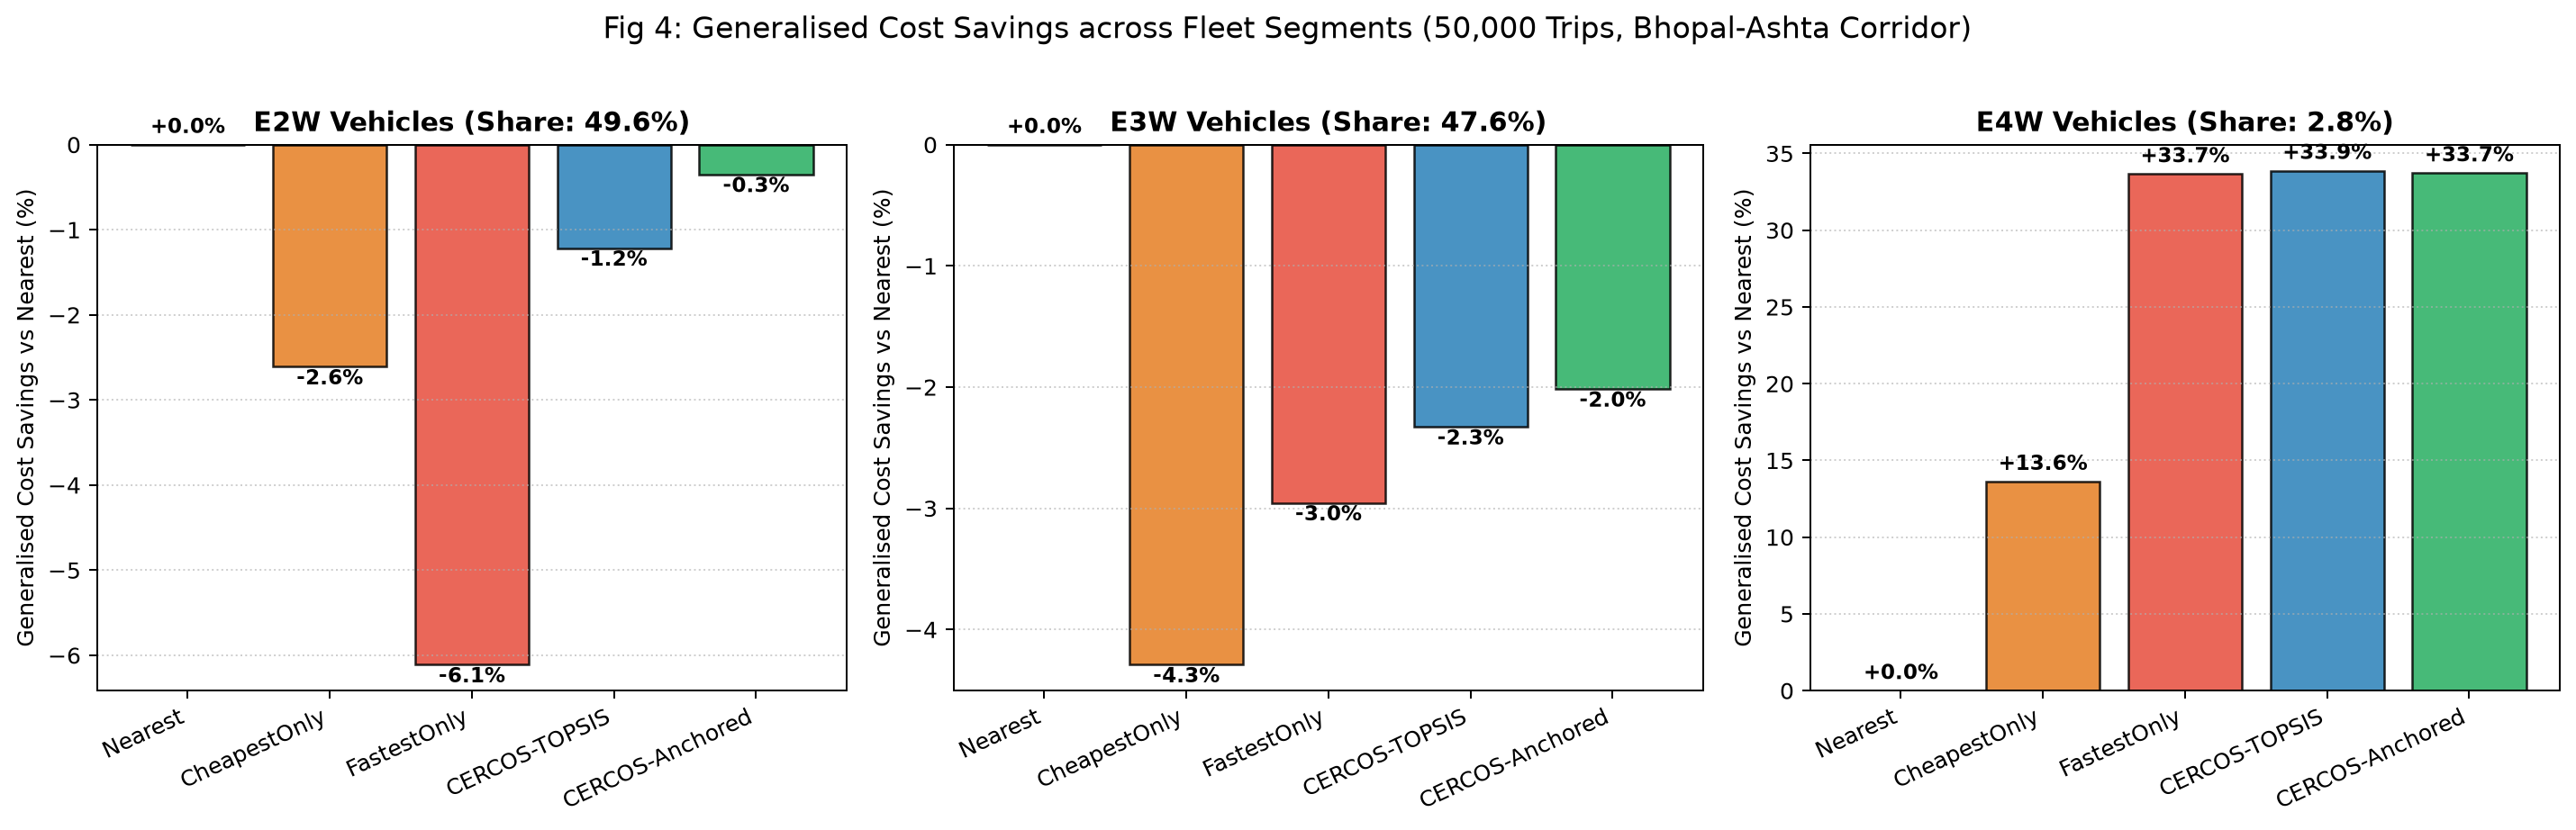 Fig 4: Generalised Cost Savings across Fleet Segments (50,000 Trips, Bhopal-Ashta Corridor)
E2W Vehicles (Share: 49.6%)
Generalised Cost Savings vs Nearest (%)
0
−1
−2
−3
−4
−5
−6
+0.0%
-2.6%
-6.1%
-1.2%
-0.3%
Nearest
CheapestOnly
FastestOnly
CERCOS-TOPSIS
CERCOS-Anchored
E3W Vehicles (Share: 47.6%)
Generalised Cost Savings vs Nearest (%)
0
−1
−2
−3
−4
+0.0%
-4.3%
-3.0%
-2.3%
-2.0%
Nearest
CheapestOnly
FastestOnly
CERCOS-TOPSIS
CERCOS-Anchored
E4W Vehicles (Share: 2.8%)
Generalised Cost Savings vs Nearest (%)
35
30
25
20
15
10
5
0
+0.0%
+13.6%
+33.7%
+33.9%
+33.7%
Nearest
CheapestOnly
FastestOnly
CERCOS-TOPSIS
CERCOS-Anchored